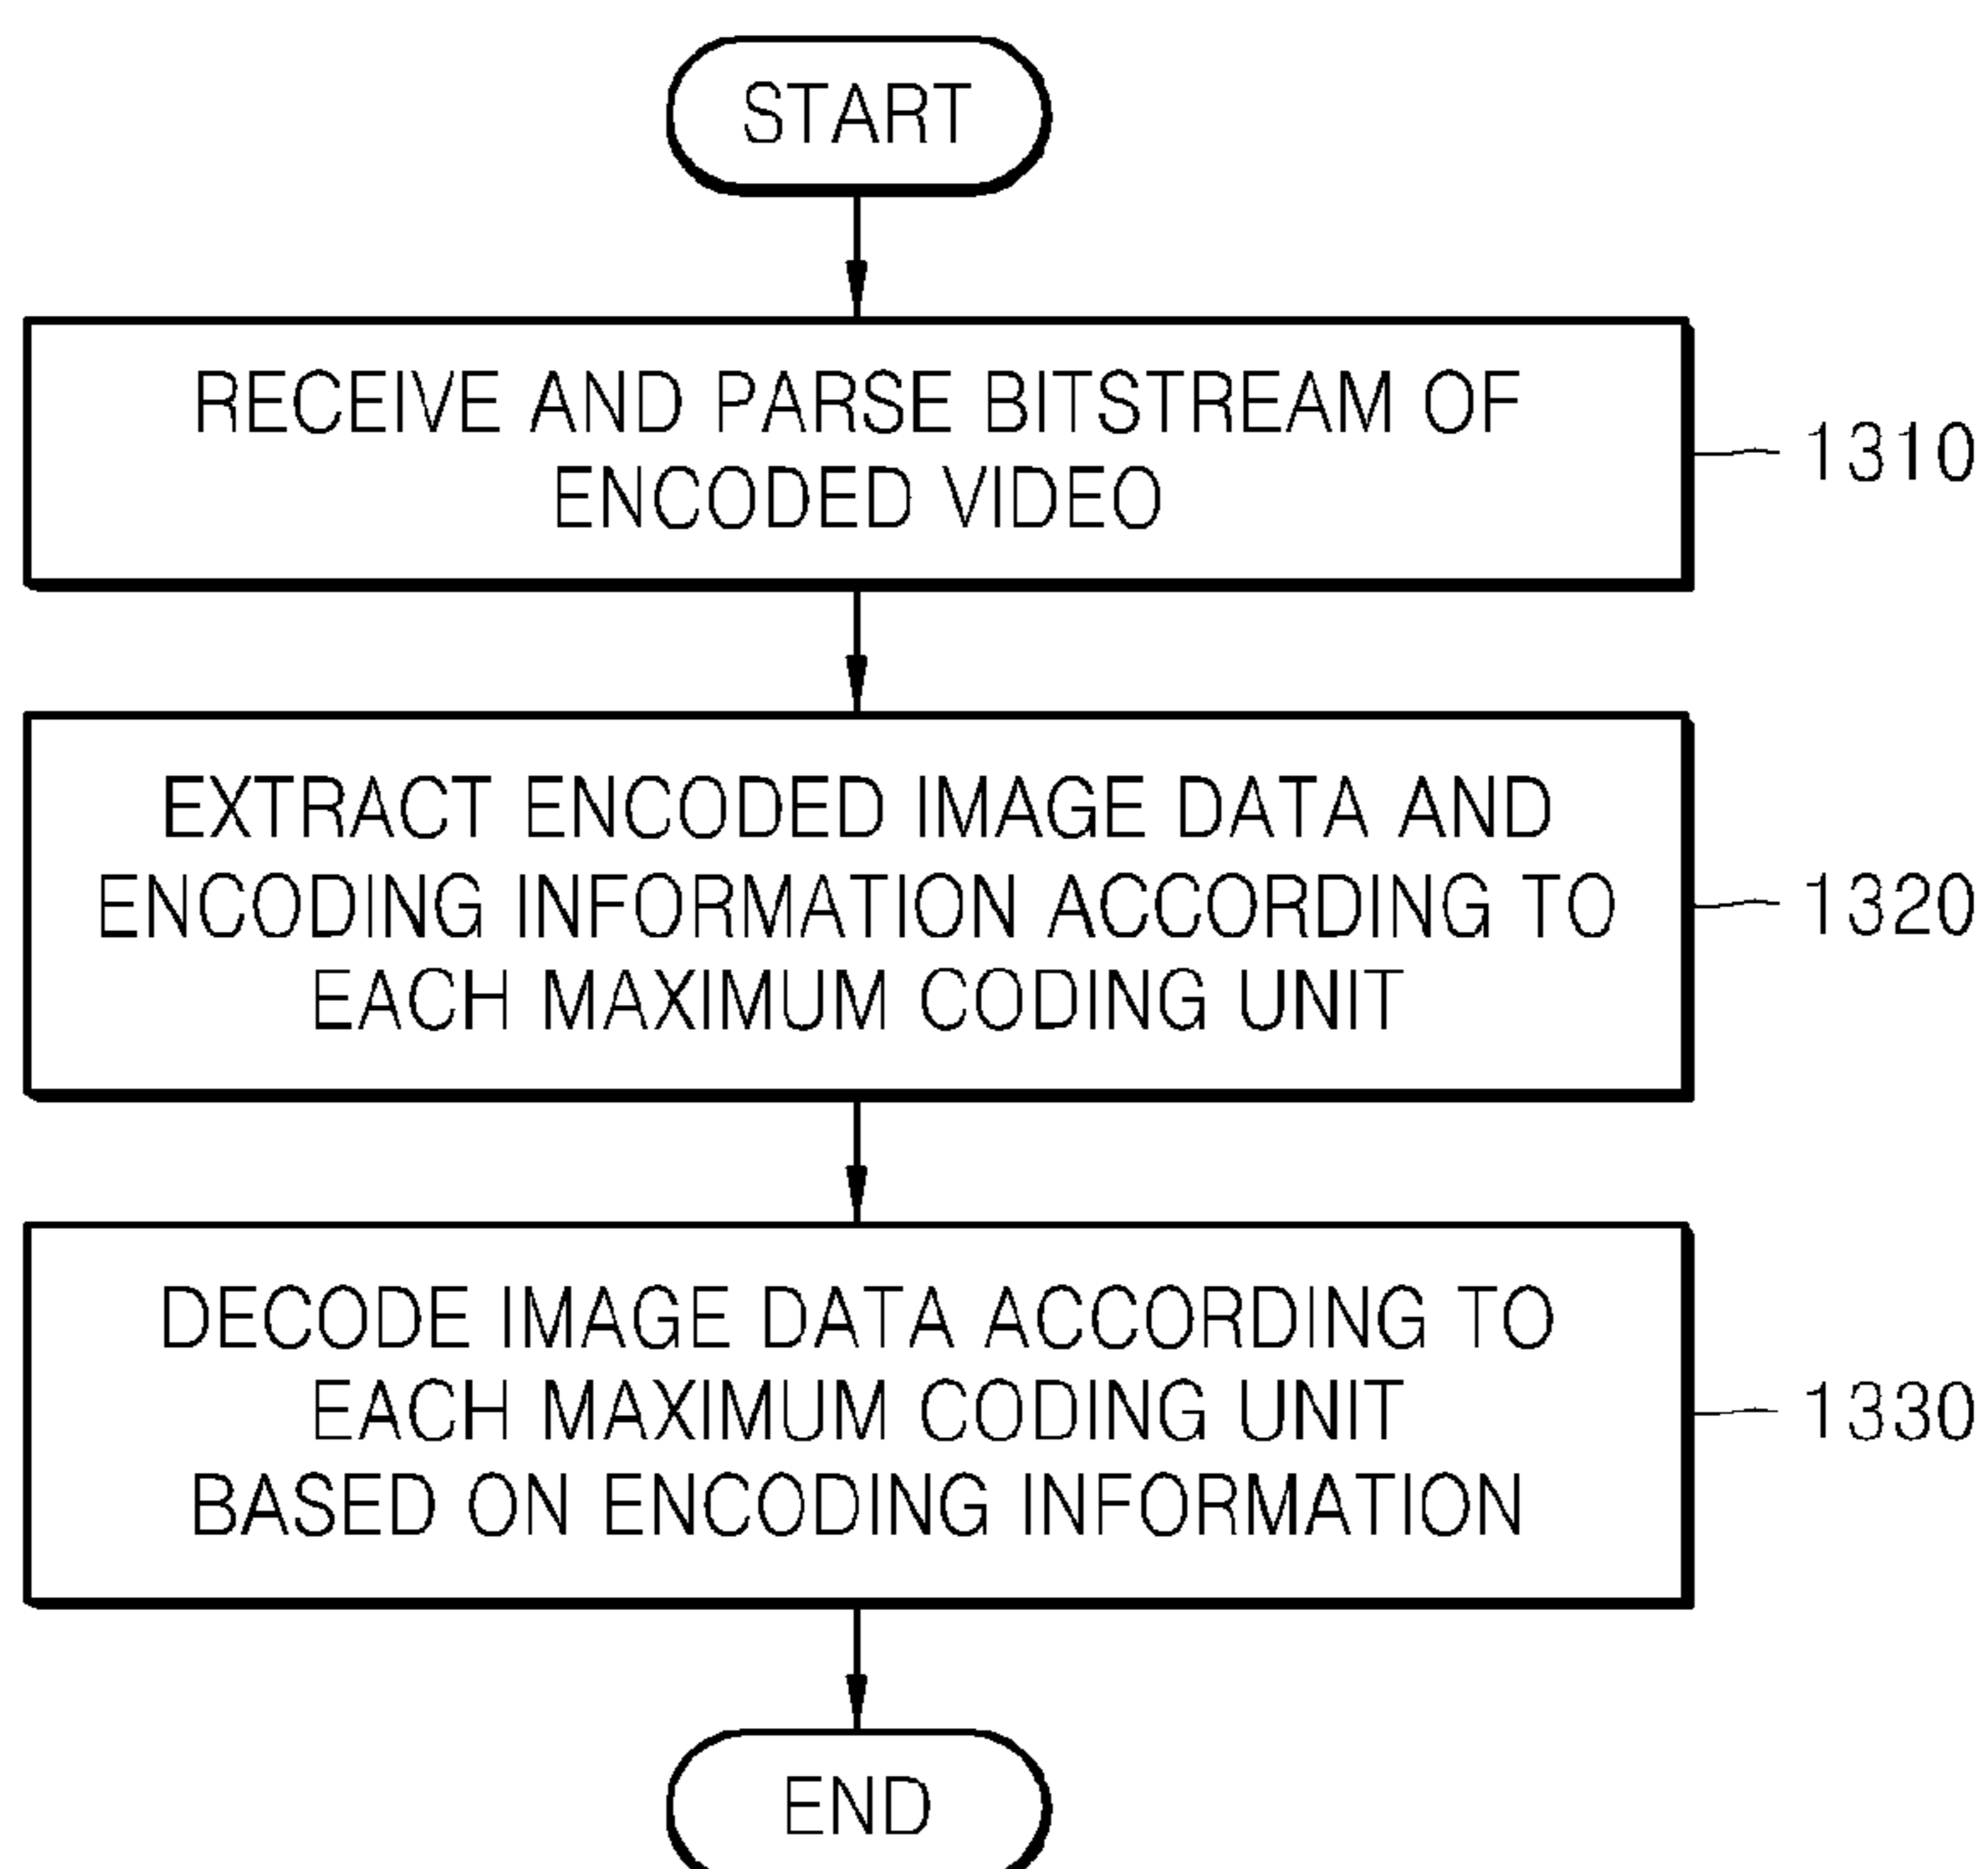 START
RECEIVE AND PARSE BITSTREAM OF
ENCODED VIDEO
1310
EXTRACT ENCODED IMAGE DATA AND
ENCODING INFORMATION ACCORDING TO
EACH MAXIMUM CODING UNIT
1320
DECODE IMAGE DATA ACCORDING TO
EACH MAXIMUM CODING UNIT
BASED ON ENCODING INFORMATION
1330
END